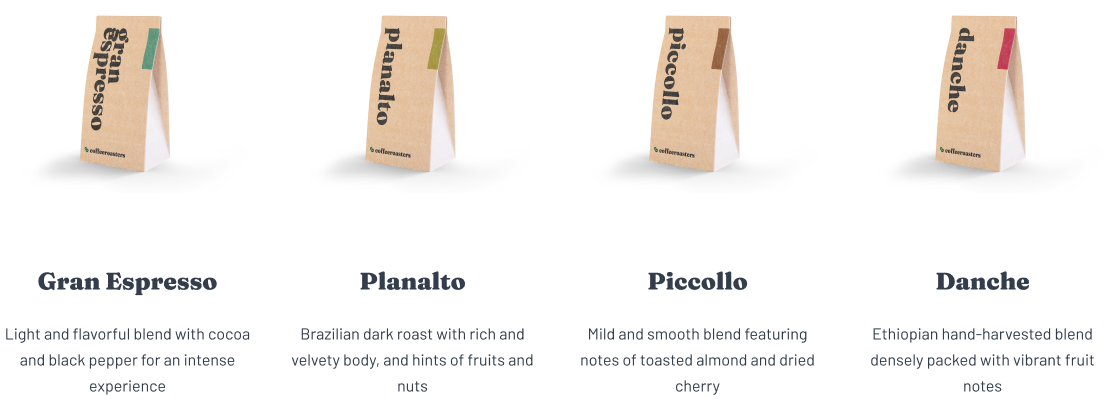 gran
espresso
coffeeroasters
planalto
coffeeroasters
piccollo
coffeeroasters
danche
coffeeroasters
Gran Espresso
Light and flavorful blend with cocoa
and black pepper for an intense
experience
Planalto
Brazilian dark roast with rich and
velvety body, and hints of fruits and
nuts
Piccollo
Mild and smooth blend featuring
notes of toasted almond and dried
cherry
Danche
Ethiopian hand-harvested blend
densely packed with vibrant fruit
notes